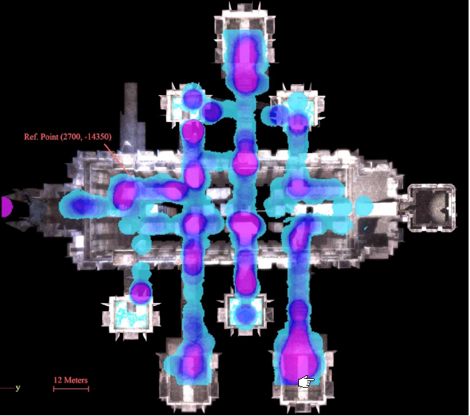 Ref. Point (2700, -14350)
12 Meters
y